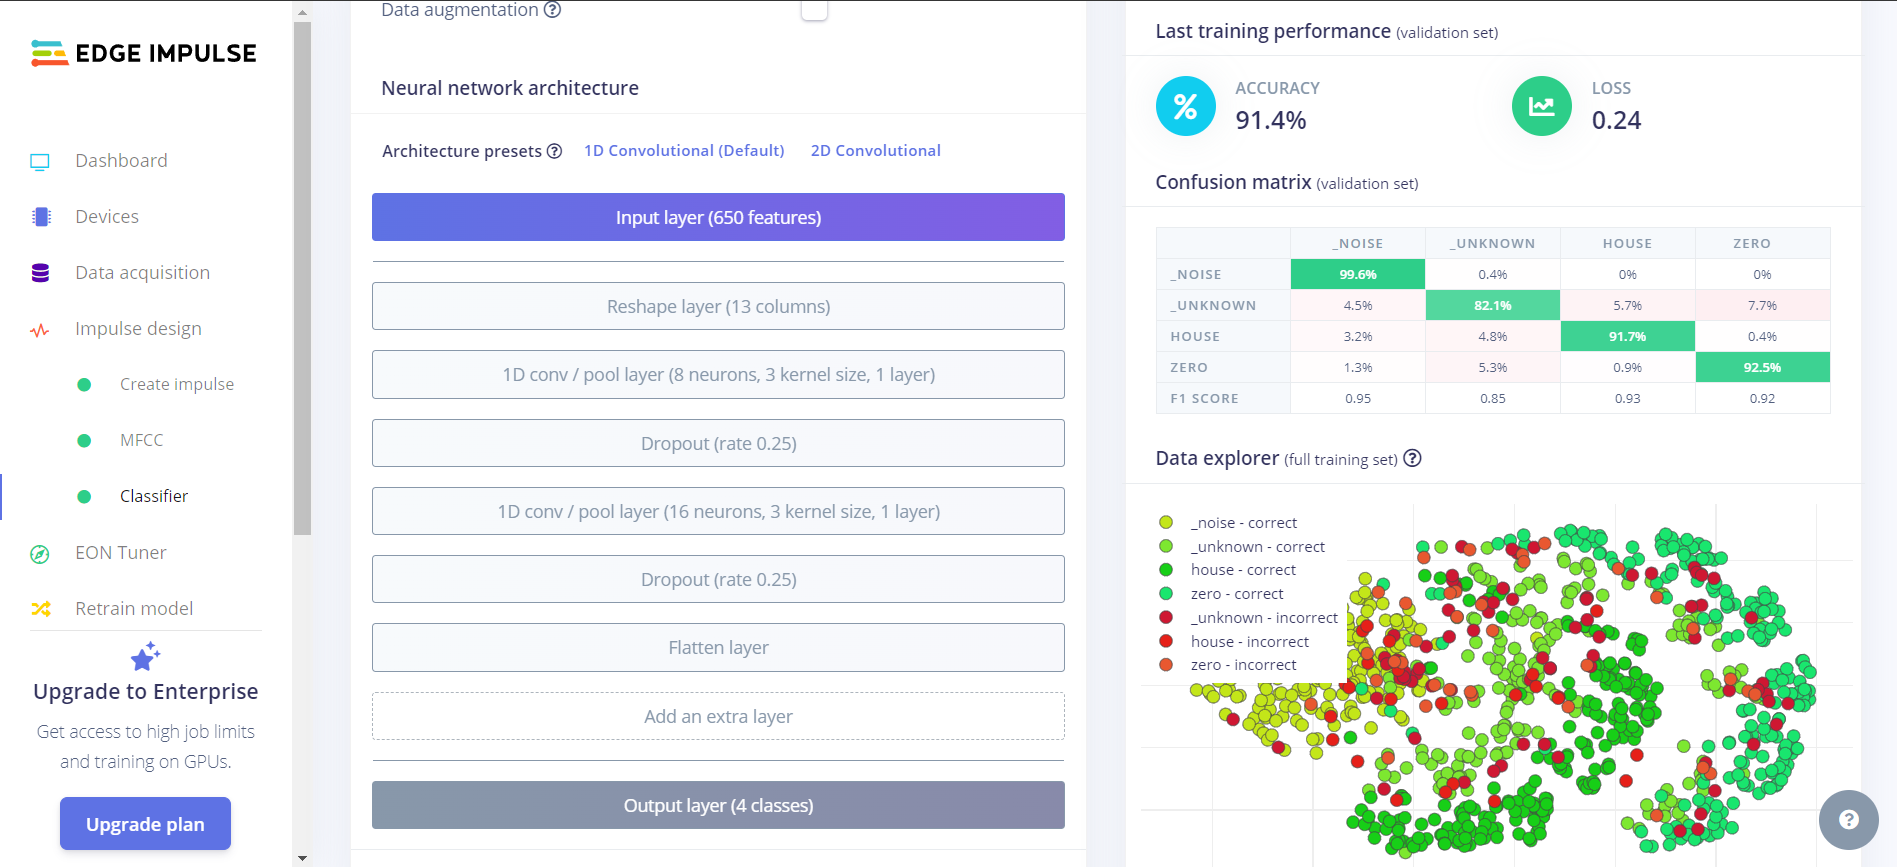 EDGE IMPULSE
Dashboard
Devices
Data acquisition
Impulse design
Create impulse
MFCC
Classifier
EON Tuner
Retrain model
Upgrade to Enterprise
Get access to high job limits
and training on GPUs.
Upgrade plan
Data augmentation ?
Neural network architecture
Architecture presets ? 1D Convolutional (Default) 2D Convolutional
Input layer (650 features)
Reshape layer (13 columns)
1D conv / pool layer (8 neurons, 3 kernel size, 1 layer)
Dropout (rate 0.25)
1D conv / pool layer (16 neurons, 3 kernel size, 1 layer)
Dropout (rate 0.25)
Flatten layer
Add an extra layer
Output layer (4 classes)
Last training performance (validation set)
%
ACCURACY
91.4%
LOSS
0.24
Confusion matrix (validation set)
_NOISE _UNKNOWN HOUSE ZERO
_NOISE 99.6% 0.4% 0% 0%
_UNKNOWN 4.5% 82.1% 5.7% 7.7%
HOUSE 3.2% 4.8% 91.7% 0.4%
ZERO 1.3% 5.3% 0.9% 92.5%
F1 SCORE 0.95 0.85 0.93 0.92
Data explorer (full training set) ?
_noise - correct
_unknown - correct
house - correct
zero - correct
_unknown - incorrect
house - incorrect
zero - incorrect
?